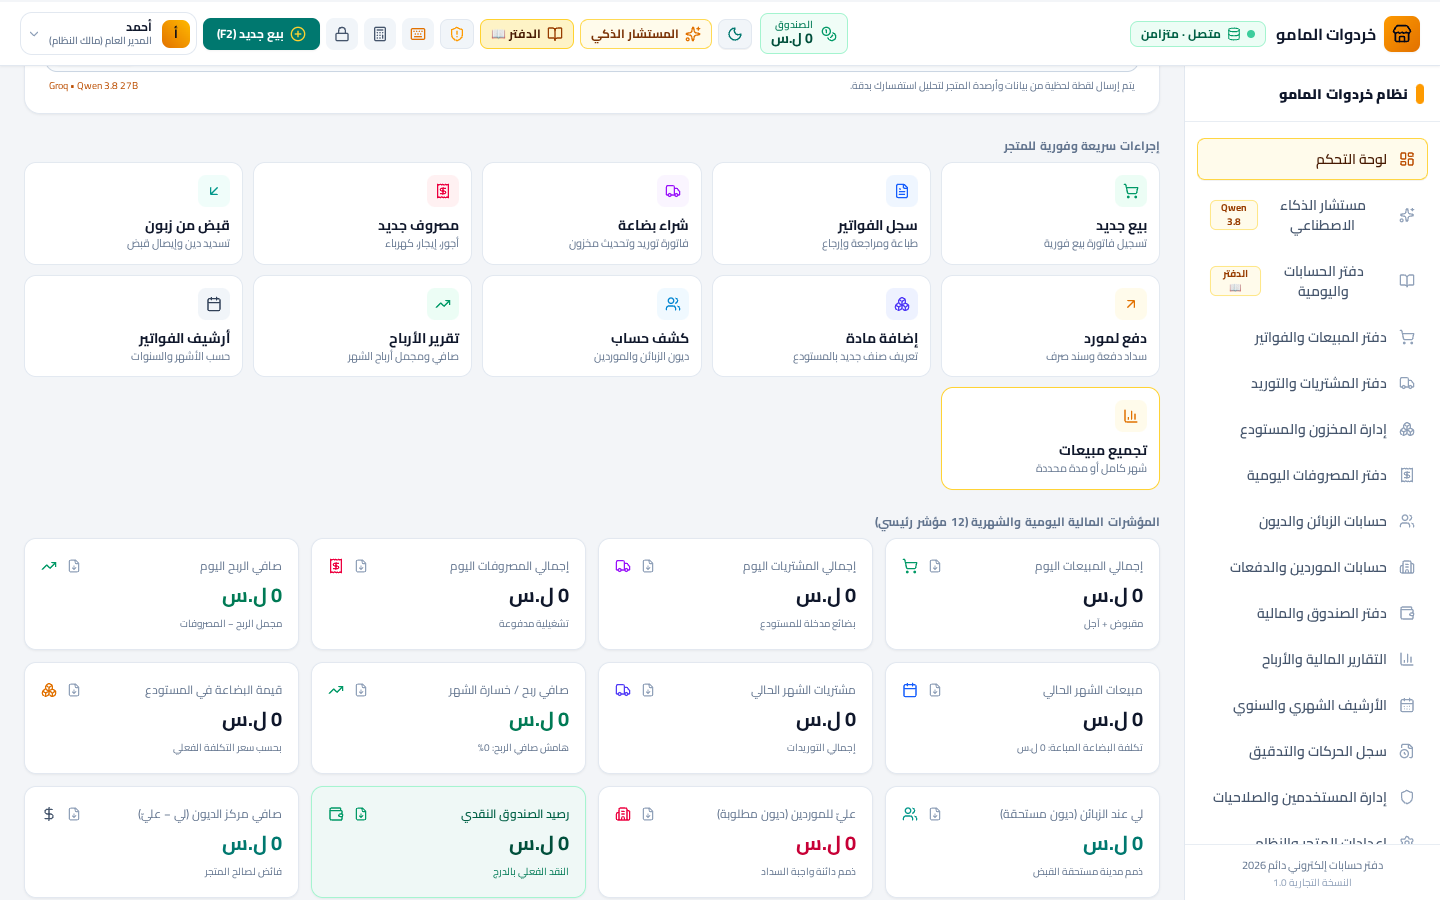 خردوات المامو
متصل · متزامن
الصندوق
0 ل.س
المستشار الذكي
الدفتر 📖
بيع جديد (F2)
أ
أحمد
المدير العام (مالك النظام)
نظام خردوات المامو
لوحة التحكم
مستشار الذكاء الاصطناعي
Qwen 3.8
دفتر الحسابات واليومية
الدفتر 📖
دفتر المبيعات والفواتير
دفتر المشتريات والتوريد
إدارة المخزون والمستودع
دفتر المصروفات اليومية
حسابات الزبائن والديون
حسابات الموردين والدفعات
دفتر الصندوق والمالية
التقارير المالية والأرباح
الأرشيف الشهري والسنوي
سجل الحركات والتدقيق
إدارة المستخدمين والصلاحيات
إعدادات المتجر والنظام
دفتر حسابات إلكتروني دائم 2026
النسخة التجارية 1.0
يتم إرسال لقطة لحظية من بيانات وأرصدة المتجر لتحليل استفسارك بدقة.
Groq • Qwen 3.8 27B
إجراءات سريعة وفورية للمتجر
بيع جديد
تسجيل فاتورة بيع فورية
سجل الفواتير
طباعة ومراجعة وإرجاع
شراء بضاعة
فاتورة توريد وتحديث مخزون
مصروف جديد
أجور، إيجار، كهرباء
قبض من زبون
تسديد دين وإيصال قبض
دفع لمورد
سداد دفعة وسند صرف
إضافة مادة
تعريف صنف جديد بالمستودع
كشف حساب
ديون الزبائن والموردين
تقرير الأرباح
صافي ومجمل أرباح الشهر
أرشيف الفواتير
حسب الأشهر والسنوات
تجميع مبيعات
شهر كامل أو مدة محددة
المؤشرات المالية اليومية والشهرية (12 مؤشر رئيسي)
إجمالي المبيعات اليوم
0 ل.س
مقبوض + آجل
إجمالي المشتريات اليوم
0 ل.س
بضائع مدخلة للمستودع
إجمالي المصروفات اليوم
0 ل.س
تشغيلية مدفوعة
صافي الربح اليوم
0 ل.س
مجمل الربح − المصروفات
مبيعات الشهر الحالي
0 ل.س
تكلفة البضاعة المباعة: 0 ل.س
مشتريات الشهر الحالي
0 ل.س
إجمالي التوريدات
صافي ربح / خسارة الشهر
0 ل.س
هامش صافي الربح: 0%
قيمة البضاعة في المستودع
0 ل.س
بحسب سعر التكلفة الفعلي
لي عند الزبائن (ديون مستحقة)
0 ل.س
ذمم مدينة مستحقة القبض
عليّ للموردين (ديون مطلوبة)
0 ل.س
ذمم دائنة واجبة السداد
رصيد الصندوق النقدي
0 ل.س
النقد الفعلي بالدرج
صافي مركز الديون (لي − عليّ)
0 ل.س
فائض لصالح المتجر